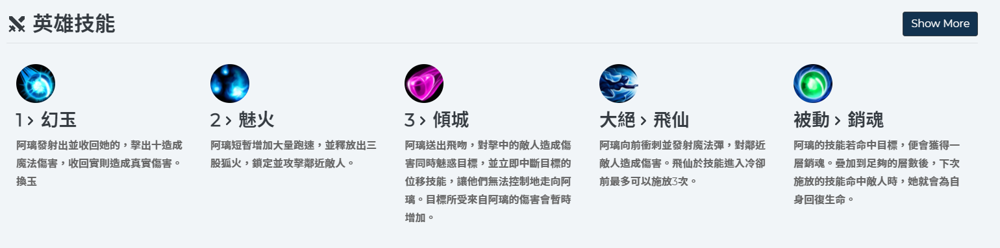 英雄技能
Show More
1 › 幻玉
阿璃發射出並收回她的，擊出十造成
魔法傷害，收回實則造成真實傷害。
換玉
2 › 魅火
阿璃短暫增加大量跑速，並釋放出三
股狐火，鎖定並攻擊鄰近敵人。
3 › 傾城
阿璃送出飛吻，對擊中的敵人造成傷
害同時魅惑目標，並立即中斷目標的
位移技能，讓他們無法控制地走向阿
璃。目標所受來自阿璃的傷害會暫時
增加。
大絕 › 飛仙
阿璃向前衝刺並發射魔法彈，對鄰近
敵人造成傷害。飛仙於技能進入冷卻
前最多可以施放3次。
被動 › 銷魂
阿璃的技能若命中目標，便會獲得一
層銷魂。疊加到足夠的層數後，下次
施放的技能命中敵人時，她就會為自
身回復生命。